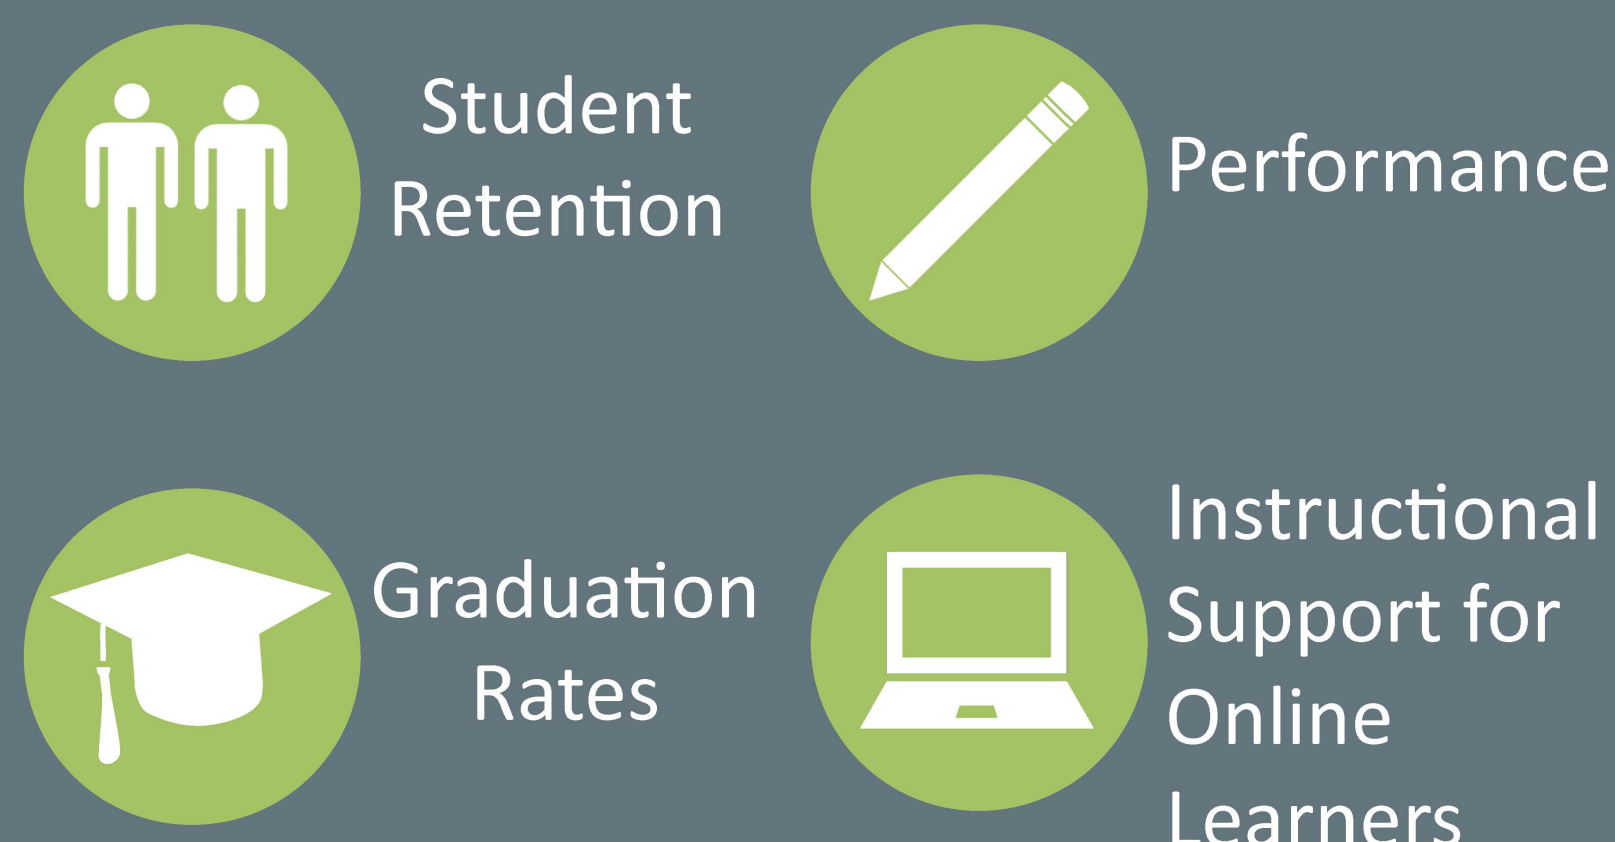 Student
Retention
Performance
Graduation
Rates
Instructional
Support for
Online
Learners